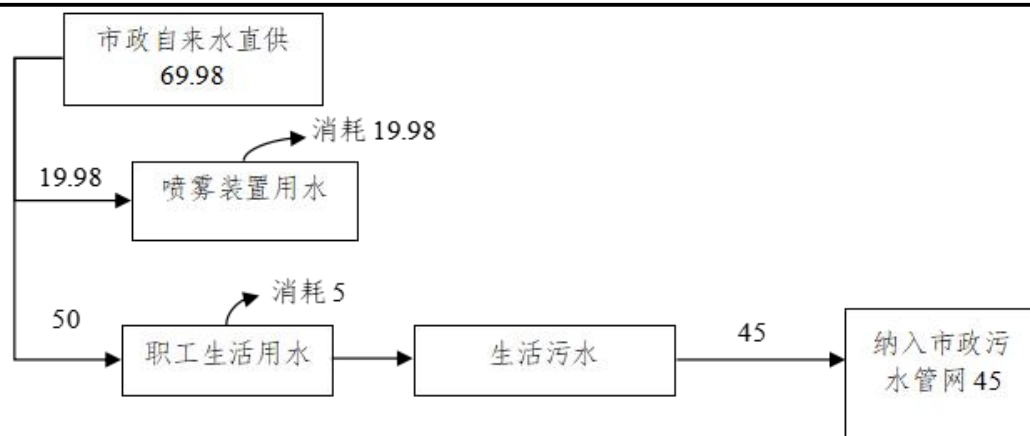 市政自来水直供
69.98
消耗 19.98
19.98
喷雾装置用水
消耗 5
50
职工生活用水
生活污水
45
纳入市政污
水管网 45